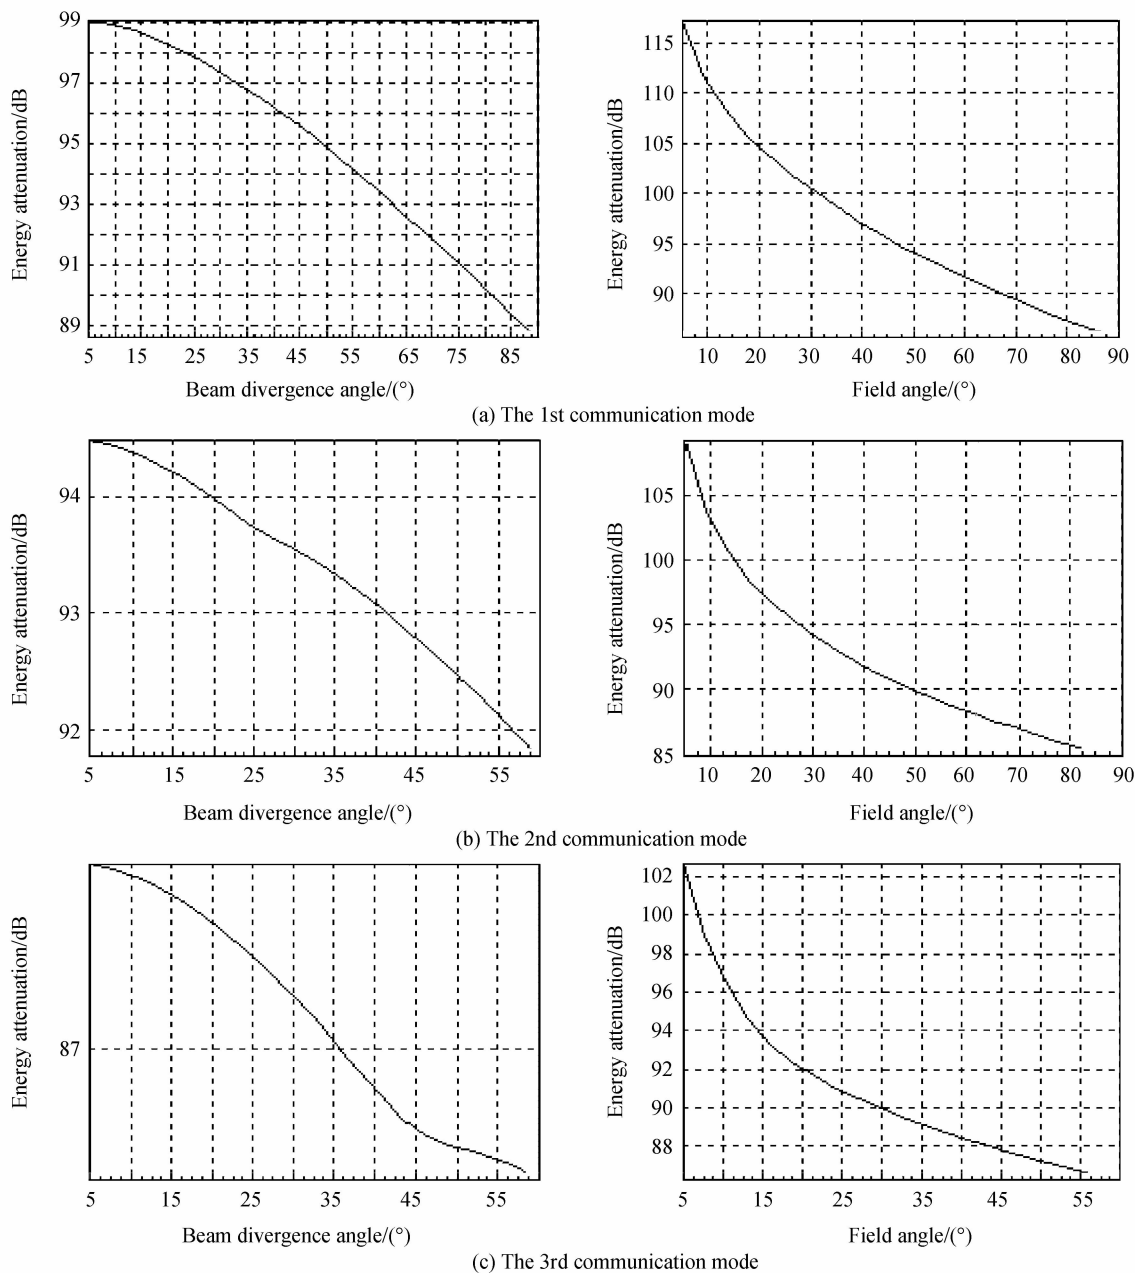 99
97
95
93
91
89
Energy attenuation/dB
5 15 25 35 45 55 65 75 85
Beam divergence angle/(°)
115
110
105
100
95
90
Energy attenuation/dB
10 20 30 40 50 60 70 80 90
Field angle/(°)
(a) The 1st communication mode
94
93
92
Energy attenuation/dB
5 15 25 35 45 55
Beam divergence angle/(°)
105
100
95
90
85
Energy attenuation/dB
10 20 30 40 50 60 70 80 90
Field angle/(°)
(b) The 2nd communication mode
87
Energy attenuation/dB
5 15 25 35 45 55
Beam divergence angle/(°)
102
100
98
96
94
92
90
88
Energy attenuation/dB
5 15 25 35 45 55
Field angle/(°)
(c) The 3rd communication mode